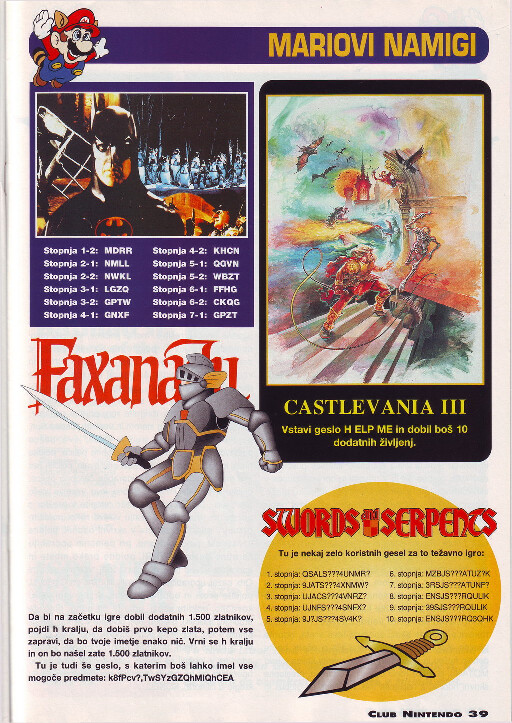 MARIOVI NAMIGI
Stopnja 1-2: MDRR
Stopnja 2-1: NMLL
Stopnja 2-2: NWKL
Stopnja 3-1: LGZQ
Stopnja 3-2: GPTW
Stopnja 4-1: GNXF
Stopnja 4-2: KHCN
Stopnja 5-1: QGVN
Stopnja 5-2: WBZT
Stopnja 6-1: FFHG
Stopnja 6-2: CKQG
Stopnja 7-1: GPZT
CASTLEVANIA III
Vstavi geslo H ELP ME in dobil boš 10
dodatnih življenj.
Faxanadu
Da bi na začetku igre dobil dodatnih 1.500 zlatnikov,
pojdi h kralju, da dobiš prvo kepo zlata, potem vse
zapravi, da bo tvoje imetje enako nič. Vrni se h kralju
in on bo našel zate 1.500 zlatnikov.
Tu je tudi še geslo, s katerim boš lahko imel vse
mogoče predmete: k8fPcv?,TwSYzGZQhMIQhCEA
SWORDS AND SERPENTS
Tu je nekaj zelo koristnih gesel za to težavno igro:
1. stopnja: QSALS???4UNMR?
2. stopnja: 9JATS???4XNMW?
3. stopnja: UJACS???4VNRZ?
4. stopnja: UJNFS???4SNFX?
5. stopnja: 9J?JS???4SV4K?
6. stopnja: MZBJS???ATUZ?K
7. stopnja: 3RSJS???ATUNF?
8. stopnja: ENSJS???RQULIK
9. stopnja: 39SJS???RQULIK
10. stopnja: ENSJS???RQSQHK
CLUB NINTENDO 39